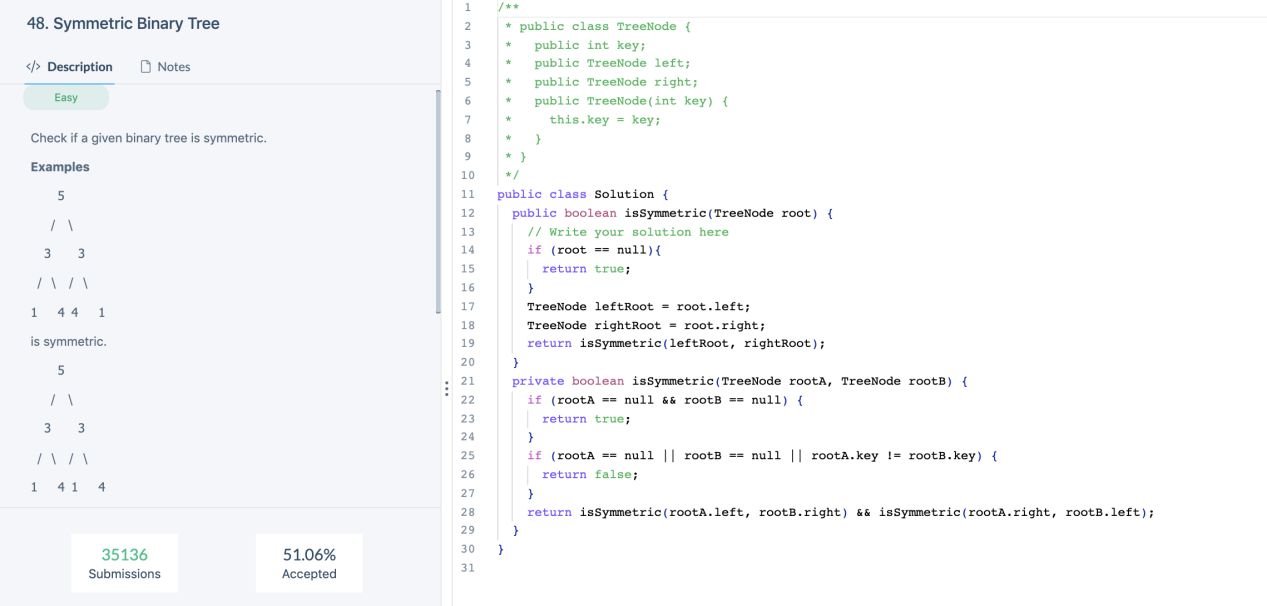 48. Symmetric Binary Tree
</> Description Notes
Easy
Check if a given binary tree is symmetric.
Examples
5
/ \
3 3
/ \ / \
1 4 4 1
is symmetric.
5
/ \
3 3
/ \ / \
1 4 1 4
35136
Submissions
51.06%
Accepted
1 /**
2 * public class TreeNode {
3 *   public int key;
4 *   public TreeNode left;
5 *   public TreeNode right;
6 *   public TreeNode(int key) {
7 *     this.key = key;
8 *   }
9 * }
10 */
11 public class Solution {
12   public boolean isSymmetric(TreeNode root) {
13     // Write your solution here
14     if (root == null){
15       return true;
16     }
17     TreeNode leftRoot = root.left;
18     TreeNode rightRoot = root.right;
19     return isSymmetric(leftRoot, rightRoot);
20   }
21   private boolean isSymmetric(TreeNode rootA, TreeNode rootB) {
22     if (rootA == null && rootB == null) {
23       return true;
24     }
25     if (rootA == null || rootB == null || rootA.key != rootB.key) {
26       return false;
27     }
28     return isSymmetric(rootA.left, rootB.right) && isSymmetric(rootA.right, rootB.left);
29   }
30 }
31